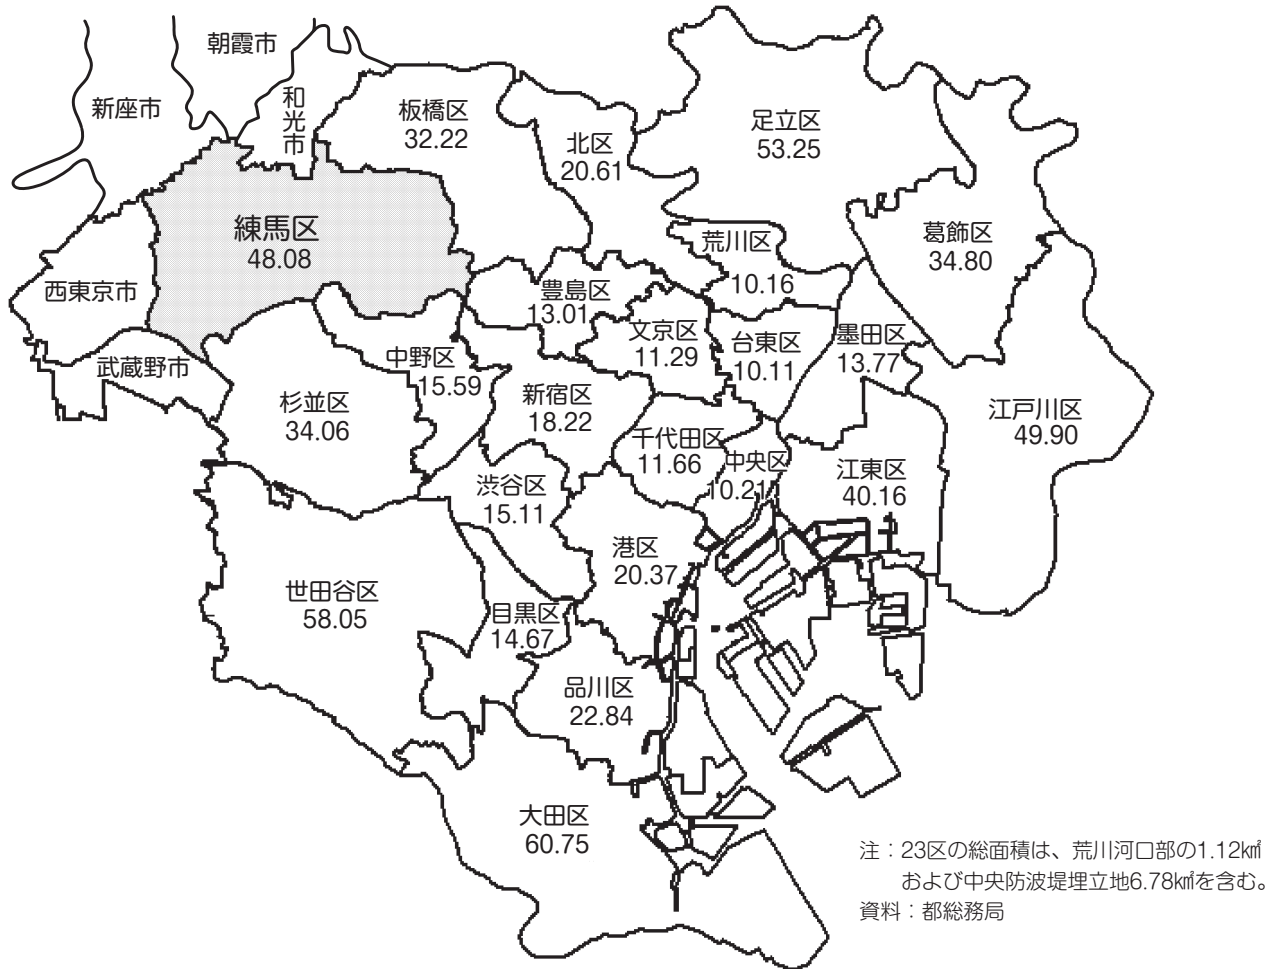 朝霞市
新座市
和光市
板橋区
32.22
北区
20.61
足立区
53.25
練馬区
48.08
荒川区
10.16
葛飾区
34.80
西東京市
豊島区
13.01
文京区
11.29
台東区
10.11
墨田区
13.77
武蔵野市
中野区
15.59
杉並区
34.06
新宿区
18.22
江戸川区
49.90
千代田区
11.66
中央区
10.21
江東区
40.16
渋谷区
15.11
港区
20.37
世田谷区
58.05
目黒区
14.67
品川区
22.84
大田区
60.75
注：23区の総面積は、荒川河口部の1.12㎢
および中央防波堤埋立地6.78㎢を含む。
資料：都総務局